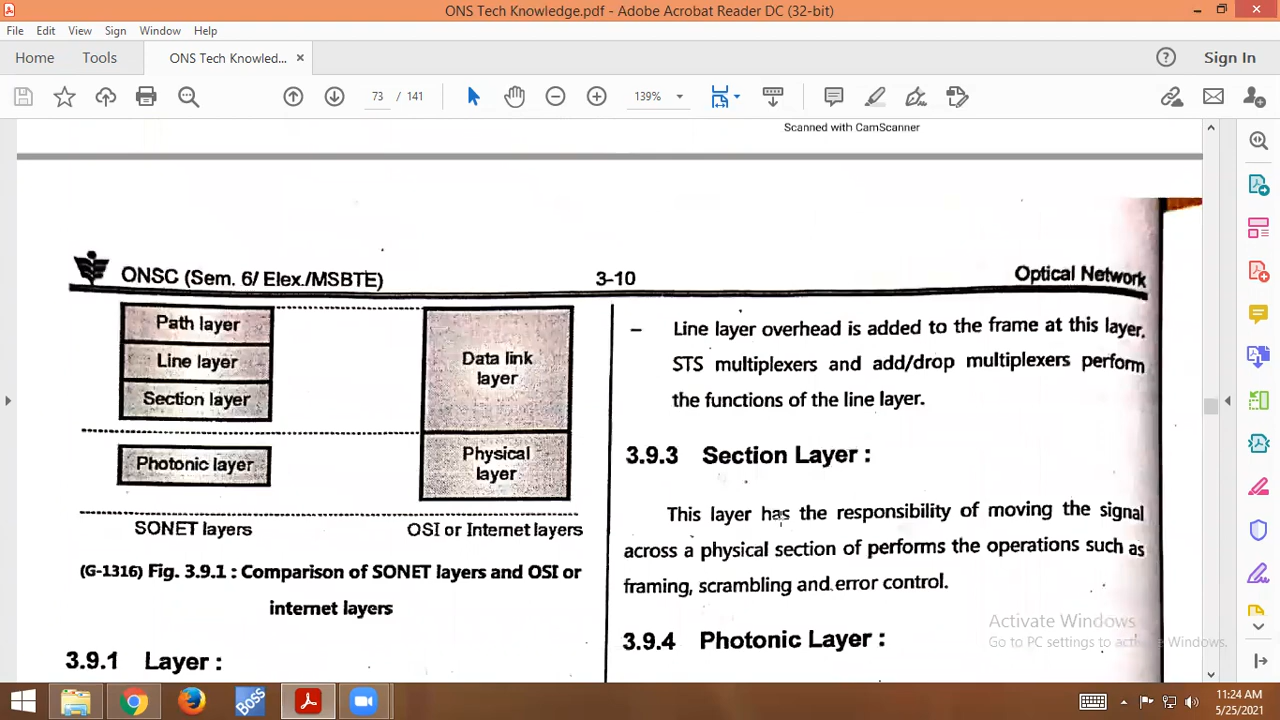 ONS Tech Knowledge.pdf - Adobe Acrobat Reader DC (32-bit)
File Edit View Sign Window Help
Home Tools ONS Tech Knowled... × Sign In
73 / 141 139%
Scanned with CamScanner
ONSC (Sem. 6/ Elex./MSBTE) 3-10 Optical Network
Path layer
Line layer
Section layer
Photonic layer
SONET layers
Data link
layer
Physical
layer
OSI or Internet layers
(G-1316) Fig. 3.9.1 : Comparison of SONET layers and OSI or
internet layers
3.9.1 Layer :
– Line layer overhead is added to the frame at this layer.
STS multiplexers and add/drop multiplexers perform
the functions of the line layer.
3.9.3 Section Layer :
This layer has the responsibility of moving the signal
across a physical section of performs the operations such as
framing, scrambling and error control.
3.9.4 Photonic Layer :
Activate Windows
Go to PC settings to activate Windows.
BOSS
11:24 AM
5/25/2021